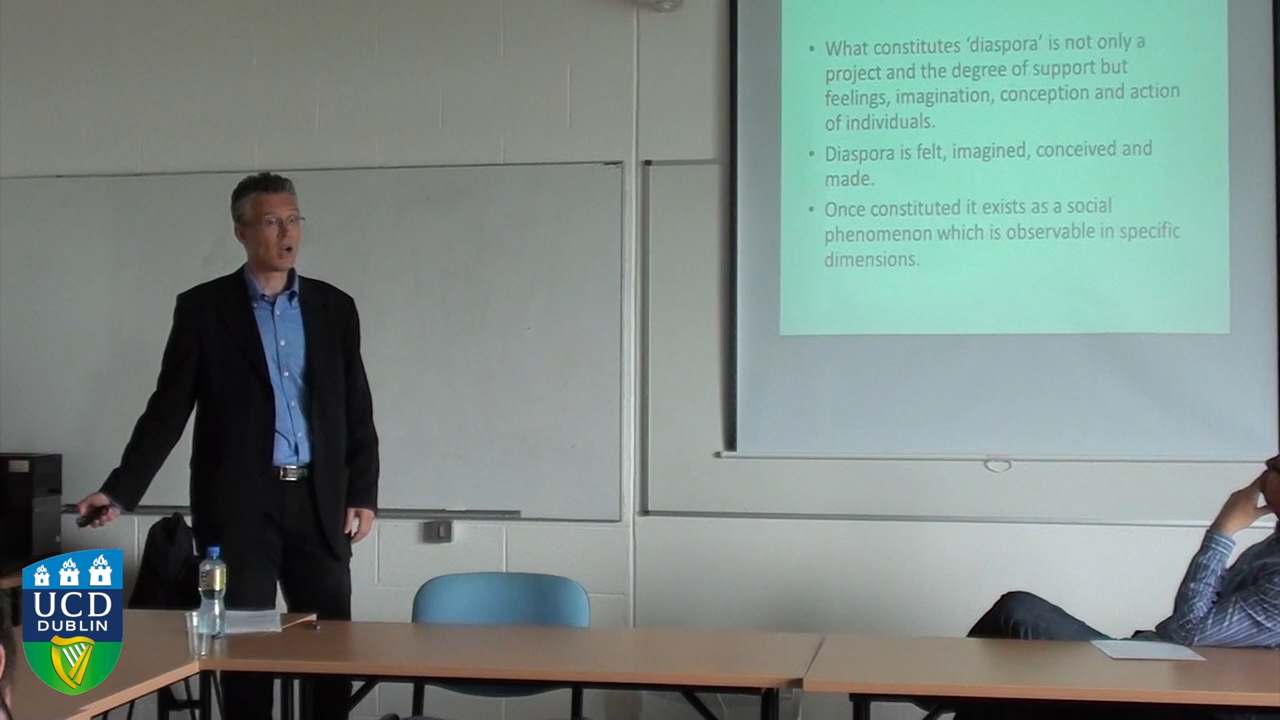 • What constitutes ‘diaspora’ is not only a
project and the degree of support but
feelings, imagination, conception and action
of individuals.
• Diaspora is felt, imagined, conceived and
made.
• Once constituted it exists as a social
phenomenon which is observable in specific
dimensions.
UCD
DUBLIN